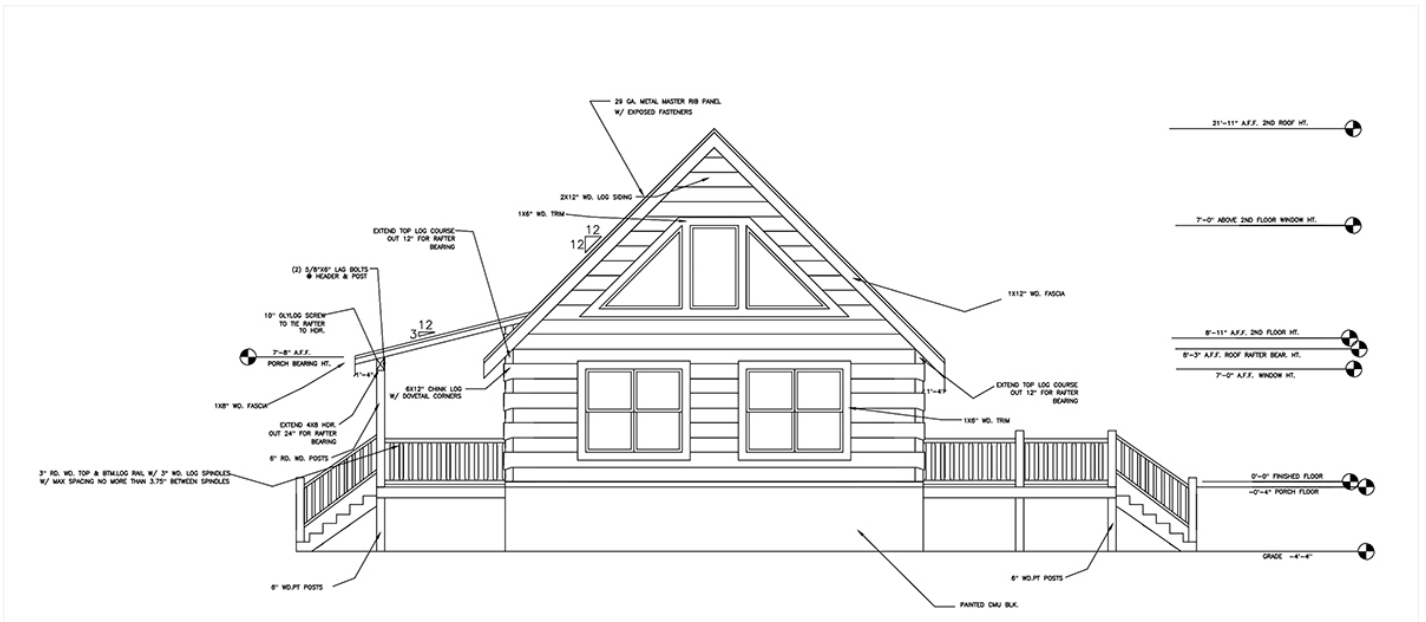 29 GA. METAL MASTER RIB PANEL
W/ EXPOSED FASTENERS
21'-11" A.F.F. 2ND ROOF HT.
2X12" WD. LOG SIDING
1X6" WD. TRIM
7'-0" ABOVE 2ND FLOOR WINDOW HT.
EXTEND TOP LOG COURSE
OUT 12" FOR RAFTER
BEARING
12
12
(2) 5/8"X6" LAG BOLTS
@ HEADER & POST
1X12" WD. FASCIA
10" OLYLOG SCREW
TO TIE RAFTER
TO HDR.
12
3
8'-11" A.F.F. 2ND FLOOR HT.
7'-8" A.F.F.
PORCH BEARING HT.
8'-3" A.F.F. ROOF RAFTER BEAR. HT.
7'-0" A.F.F. WINDOW HT.
1'-4"
1'-4"
6X12" CHINK LOG
W/ DOVETAIL CORNERS
EXTEND TOP LOG COURSE
OUT 12" FOR RAFTER
BEARING
1X8" WD. FASCIA
1X6" WD. TRIM
EXTEND 4X8 HDR.
OUT 24" FOR RAFTER
BEARING
6" RD. WD. POSTS
3" RD. WD. TOP & BTM.LOG RAIL W/ 3" WD. LOG SPINDLES
W/ MAX SPACING NO MORE THAN 3.75" BETWEEN SPINDLES
0'-0" FINISHED FLOOR
-0'-4" PORCH FLOOR
GRADE -4'-4"
6" WD.PT POSTS
6" WD.PT POSTS
PAINTED CMU BLK.